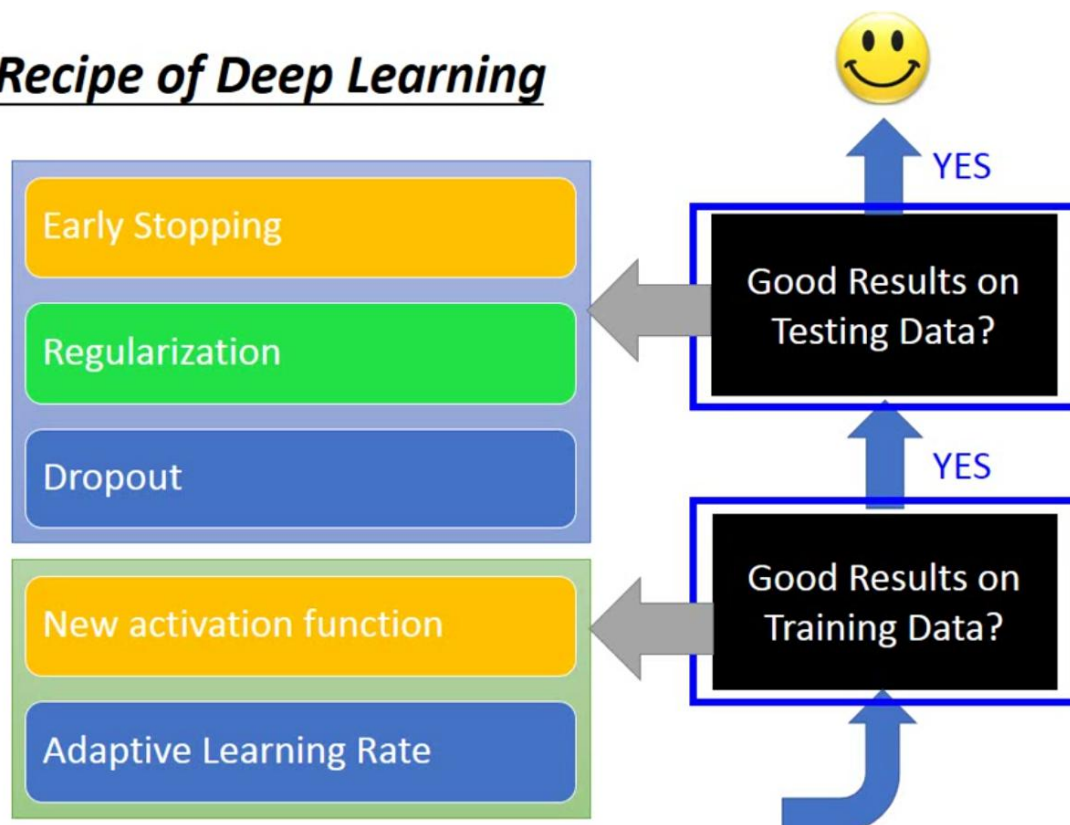 Recipe of Deep Learning
YES
Early Stopping
Good Results on
Testing Data?
Regularization
YES
Dropout
Good Results on
Training Data?
New activation function
Adaptive Learning Rate